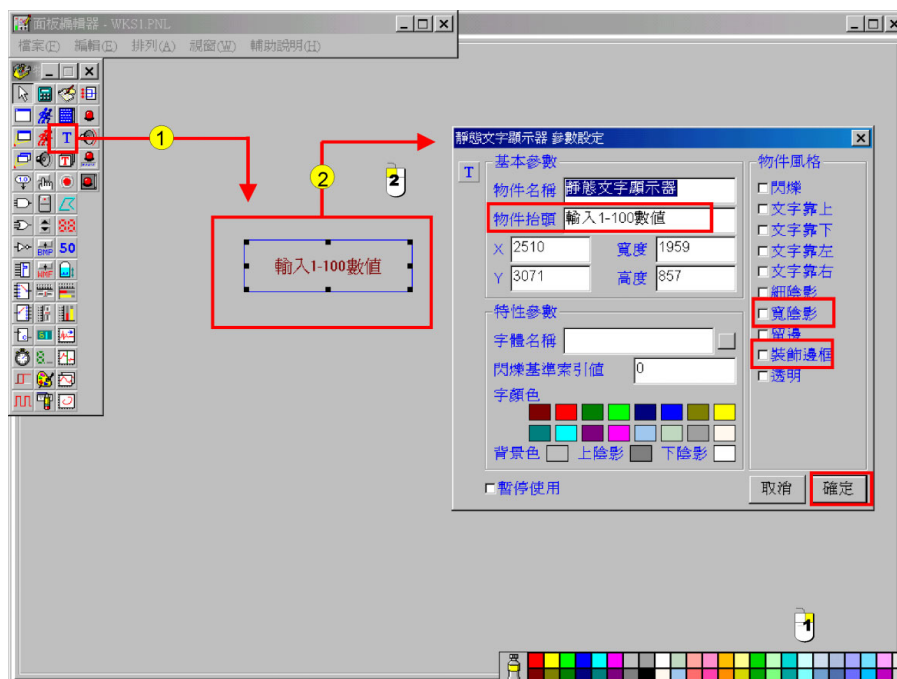 面板編輯器 - WKS1.PNL
檔案(F) 編輯(E) 排列(A) 視窗(W) 輔助說明(H)
T
50
1
2
2
輸入1-100數值
靜態文字顯示器 參數設定
T
基本參數
物件名稱 靜態文字顯示器
物件抬頭 輸入1-100數值
X 2510 寬度 1959
Y 3071 高度 857
特性參數
字體名稱
閃爍基準索引值 0
字顏色
背景色 上陰影 下陰影
暫停使用
物件風格
閃爍
文字靠上
文字靠下
文字靠左
文字靠右
細陰影
寬陰影
留邊
裝飾邊框
透明
取消 確定
1